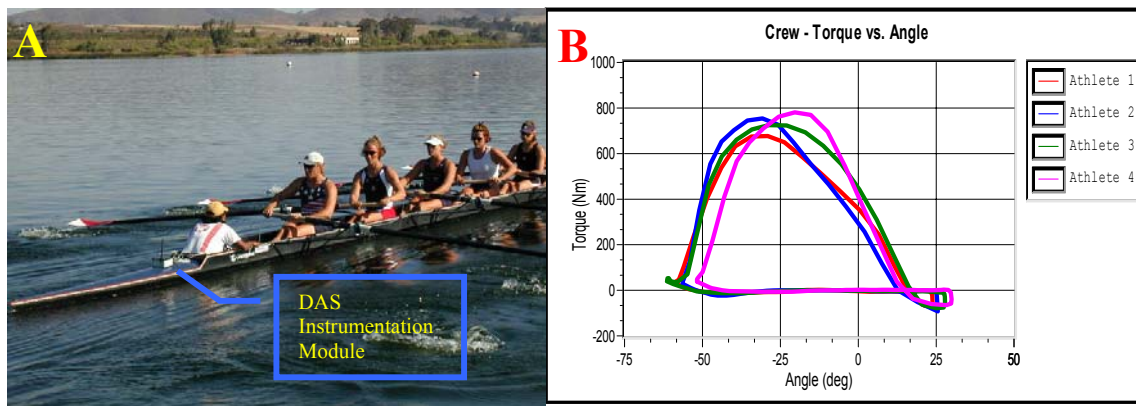 A
DAS
Instrumentation
Module
B
Crew - Torque vs. Angle
1000
800
600
400
200
0
-200
Torque (Nm)
-75
-50
-25
0
25
50
Angle (deg)
Athlete 1
Athlete 2
Athlete 3
Athlete 4